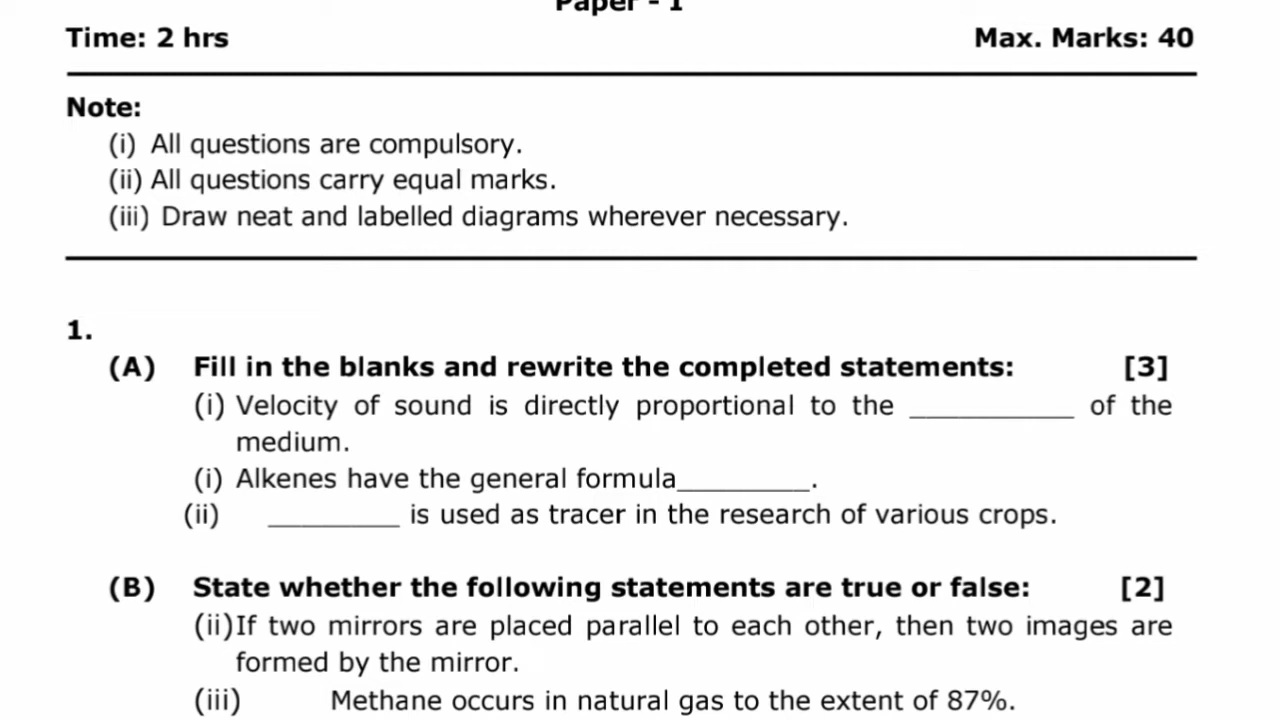 Paper - 1
Time: 2 hrs Max. Marks: 40
Note:
(i) All questions are compulsory.
(ii) All questions carry equal marks.
(iii) Draw neat and labelled diagrams wherever necessary.
1.
(A) Fill in the blanks and rewrite the completed statements: [3]
(i) Velocity of sound is directly proportional to the __________ of the
medium.
(i) Alkenes have the general formula________.
(ii) ________ is used as tracer in the research of various crops.
(B) State whether the following statements are true or false: [2]
(ii)If two mirrors are placed parallel to each other, then two images are
formed by the mirror.
(iii) Methane occurs in natural gas to the extent of 87%.